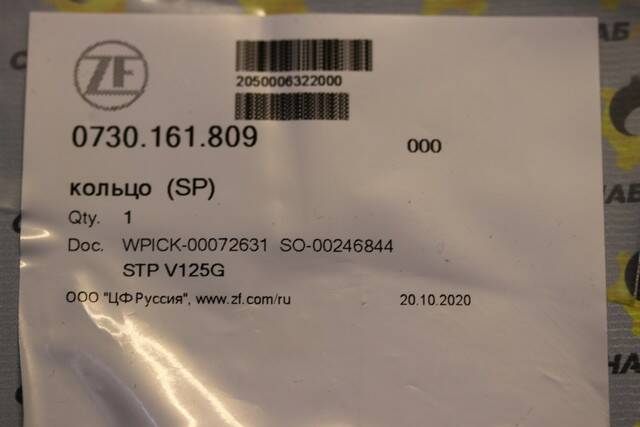 ZF
2050006322000
0730.161.809 000
кольцо (SP)
Qty. 1
Doc. WPICK-00072631 SO-00246844
STP V125G
ООО "ЦФ Руссия", www.zf.com/ru 20.10.2020